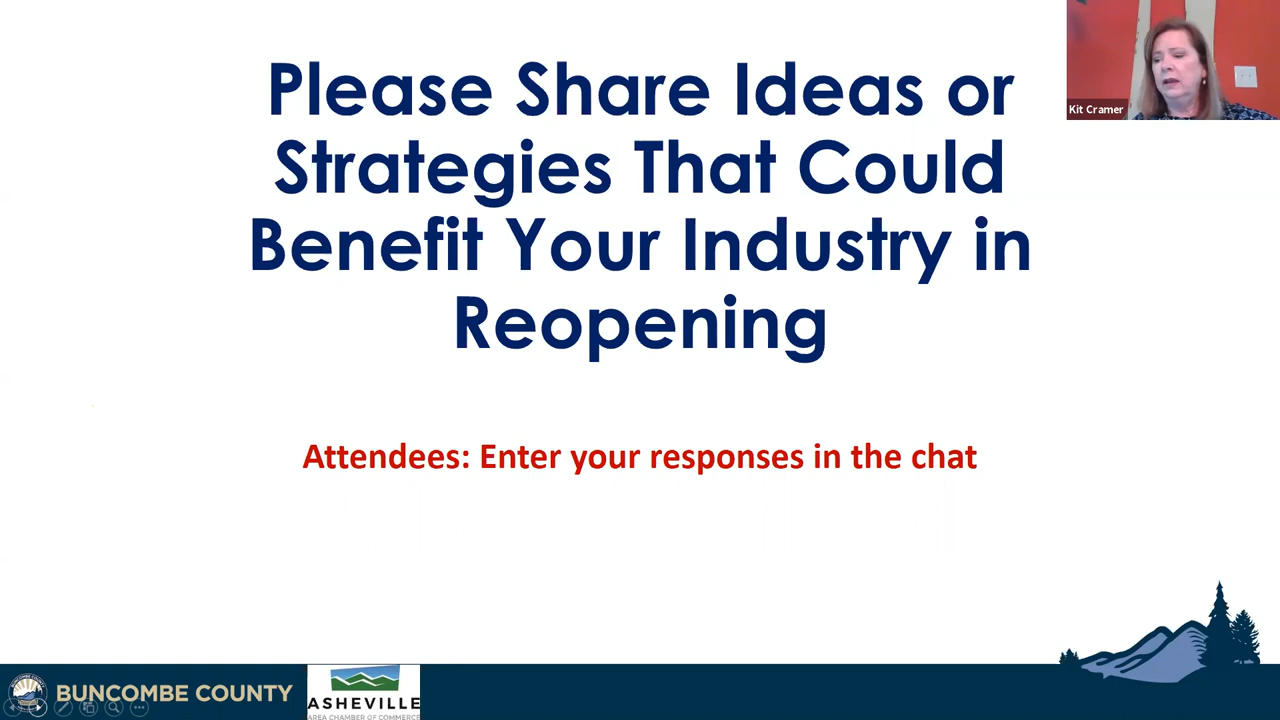 Kit Cramer
Please Share Ideas or
Strategies That Could
Benefit Your Industry in
Reopening
Attendees: Enter your responses in the chat
BUNCOMBE COUNTY
ASHEVILLE
AREA CHAMBER OF COMMERCE